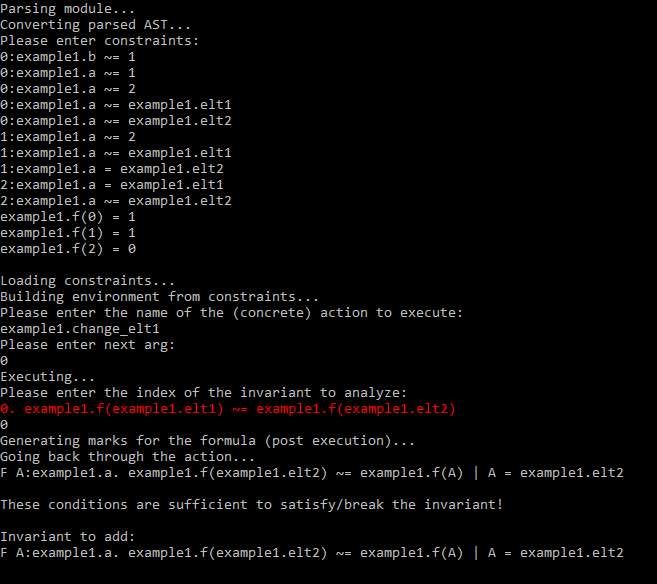 Parsing module...
Converting parsed AST...
Please enter constraints:
0:example1.b ~= 1
0:example1.a ~= 1
0:example1.a ~= 2
0:example1.a ~= example1.elt1
0:example1.a ~= example1.elt2
1:example1.a ~= 2
1:example1.a ~= example1.elt1
1:example1.a = example1.elt2
2:example1.a = example1.elt1
2:example1.a ~= example1.elt2
example1.f(0) = 1
example1.f(1) = 1
example1.f(2) = 0
Loading constraints...
Building environment from constraints...
Please enter the name of the (concrete) action to execute:
example1.change_elt1
Please enter next arg:
0
Executing...
Please enter the index of the invariant to analyze:
0. example1.f(example1.elt1) ~= example1.f(example1.elt2)
0
Generating marks for the formula (post execution)...
Going back through the action...
F A:example1.a. example1.f(example1.elt2) ~= example1.f(A) | A = example1.elt2
These conditions are sufficient to satisfy/break the invariant!
Invariant to add:
F A:example1.a. example1.f(example1.elt2) ~= example1.f(A) | A = example1.elt2